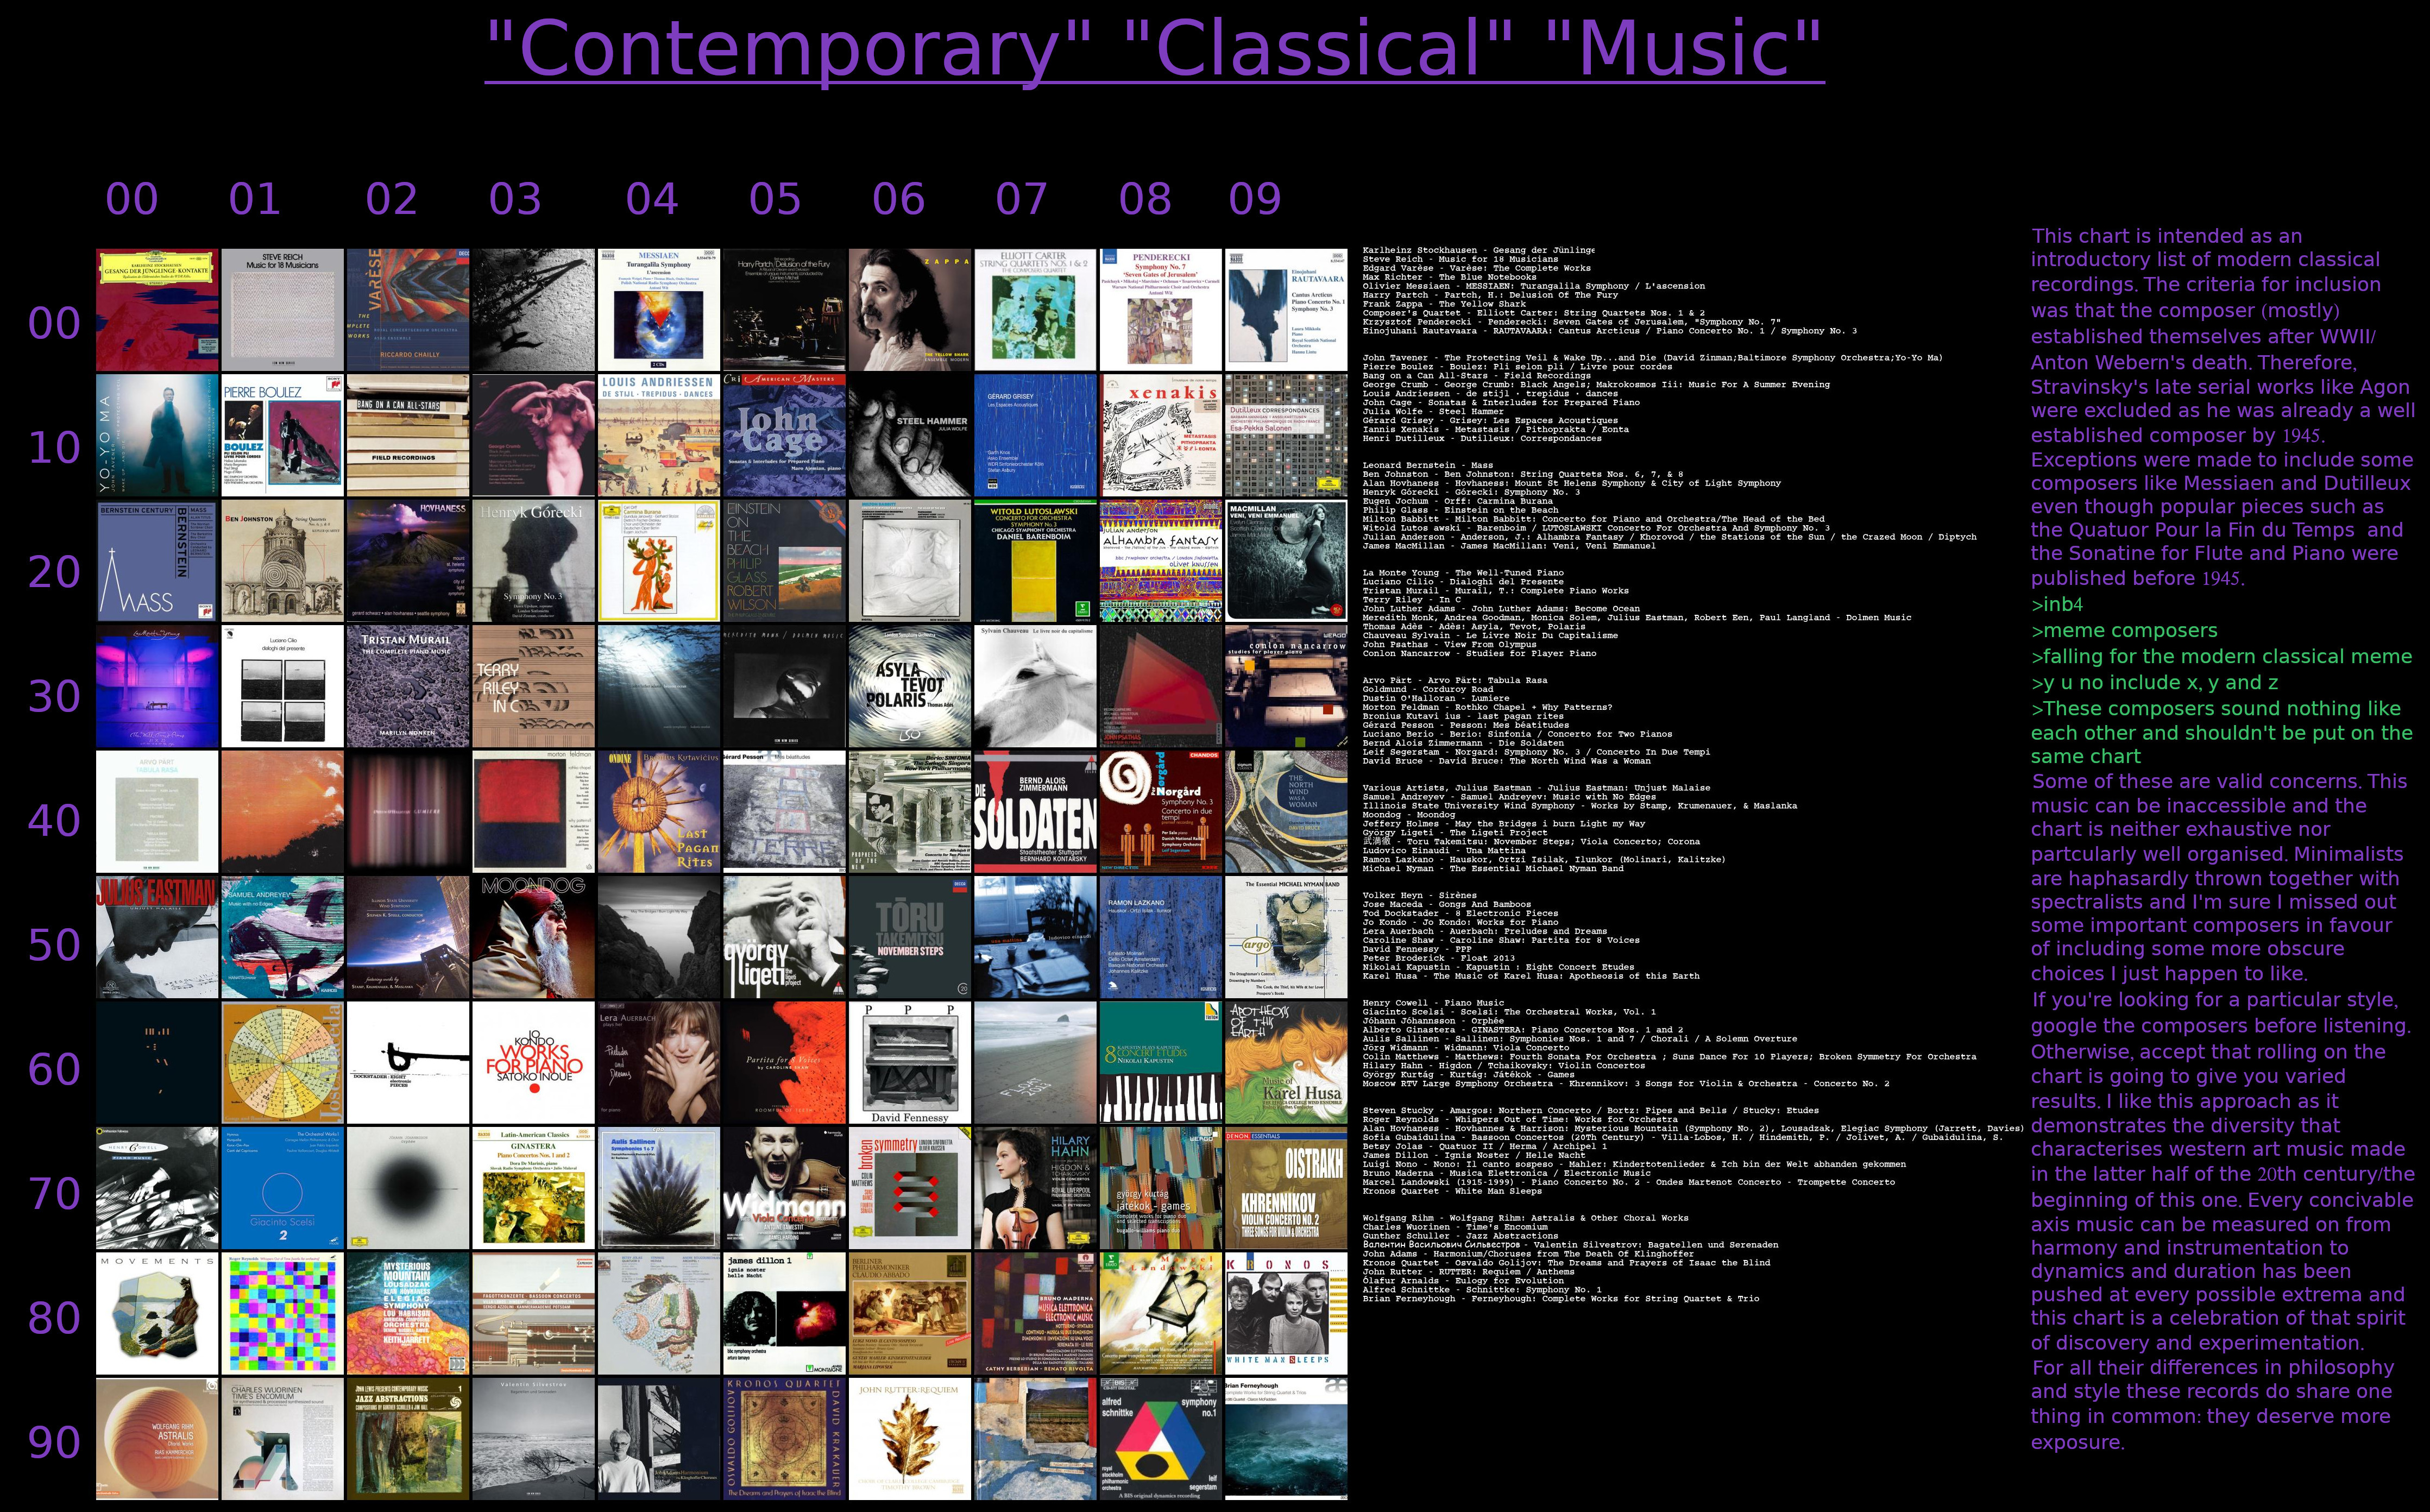 "Contemporary" "Classical" "Music"
00 01 02 03 04 05 06 07 08 09
00
10
20
30
40
50
60
70
80
90
Karlheinz Stockhausen - Gesang der Jünlinge
Steve Reich - Music for 18 Musicians
Edgard Varèse - Varèse: The Complete Works
Max Richter - The Blue Notebooks
Olivier Messiaen - MESSIAEN: Turangalila Symphony / L'ascension
Harry Partch - Partch, H.: Delusion Of The Fury
Frank Zappa - The Yellow Shark
Composer's Quartet - Elliott Carter: String Quartets Nos. 1 & 2
Krzysztof Penderecki - Penderecki: Seven Gates of Jerusalem, "Symphony No. 7"
Einojuhani Rautavaara - RAUTAVAARA: Cantus Arcticus / Piano Concerto No. 1 / Symphony No. 3
John Tavener - The Protecting Veil & Wake Up...and Die (David Zinman;Baltimore Symphony Orchestra;Yo-Yo Ma)
Pierre Boulez - Boulez: Pli selon pli / Livre pour cordes
Bang on a Can All-Stars - Field Recordings
George Crumb - George Crumb: Black Angels; Makrokosmos Iii: Music For A Summer Evening
Louis Andriessen - de stijl · trepidus · dances
John Cage - Sonatas & Interludes for Prepared Piano
Julia Wolfe - Steel Hammer
Gérard Grisey - Grisey: Les Espaces Acoustiques
Iannis Xenakis - Metastasis / Pithoprakta / Eonta
Henri Dutilleux - Dutilleux: Correspondances
Leonard Bernstein - Mass
Ben Johnston - Ben Johnston: String Quartets Nos. 6, 7, & 8
Alan Hovhaness - Hovhaness: Mount St Helens Symphony & City of Light Symphony
Henryk Górecki - Górecki: Symphony No. 3
Eugen Jochum - Orff: Carmina Burana
Philip Glass - Einstein on the Beach
Milton Babbitt - Milton Babbitt: Concerto for Piano and Orchestra/The Head of the Bed
Witold Lutos awski - Barenboim / LUTOSLAWSKI Concerto For Orchestra And Symphony No. 3
Julian Anderson - Anderson, J.: Alhambra Fantasy / Khorovod / the Stations of the Sun / the Crazed Moon / Diptych
James MacMillan - James MacMillan: Veni, Veni Emmanuel
La Monte Young - The Well-Tuned Piano
Luciano Cilio - Dialoghi del Presente
Tristan Murail - Murail, T.: Complete Piano Works
Terry Riley - In C
John Luther Adams - John Luther Adams: Become Ocean
Meredith Monk, Andrea Goodman, Monica Solem, Julius Eastman, Robert Een, Paul Langland - Dolmen Music
Thomas Adès - Adès: Asyla, Tevot, Polaris
Chauveau Sylvain - Le Livre Noir Du Capitalisme
John Psathas - View From Olympus
Conlon Nancarrow - Studies for Player Piano
Arvo Pärt - Arvo Pärt: Tabula Rasa
Goldmund - Corduroy Road
Dustin O'Halloran - Lumiere
Morton Feldman - Rothko Chapel + Why Patterns?
Bronius Kutavi ius - last pagan rites
Gérard Pesson - Pesson: Mes béatitudes
Luciano Berio - Berio: Sinfonia / Concerto for Two Pianos
Bernd Alois Zimmermann - Die Soldaten
Leif Segerstam - Norgard: Symphony No. 3 / Concerto In Due Tempi
David Bruce - David Bruce: The North Wind Was a Woman
Various Artists, Julius Eastman - Julius Eastman: Unjust Malaise
Samuel Andreyev - Samuel Andreyev: Music with No Edges
Illinois State University Wind Symphony - Works by Stamp, Krumenauer, & Maslanka
Moondog - Moondog
Jeffery Holmes - May the Bridges i burn Light my Way
György Ligeti - The Ligeti Project
武満徹 - Toru Takemitsu: November Steps; Viola Concerto; Corona
Ludovico Einaudi - Una Mattina
Ramon Lazkano - Hauskor, Ortzi Isilak, Ilunkor (Molinari, Kalitzke)
Michael Nyman - The Essential Michael Nyman Band
Volker Heyn - Sirènes
Jose Maceda - Gongs And Bamboos
Tod Dockstader - 8 Electronic Pieces
Jo Kondo - Jo Kondo: Works for Piano
Lera Auerbach - Auerbach: Preludes and Dreams
Caroline Shaw - Caroline Shaw: Partita for 8 Voices
David Fennessy - PPP
Peter Broderick - Float 2013
Nikolai Kapustin - Kapustin : Eight Concert Etudes
Karel Husa - The Music of Karel Husa: Apotheosis of this Earth
Henry Cowell - Piano Music
Giacinto Scelsi - Scelsi: The Orchestral Works, Vol. 1
Jóhann Jóhannsson - Orphée
Alberto Ginastera - GINASTERA: Piano Concertos Nos. 1 and 2
Aulis Sallinen - Sallinen: Symphonies Nos. 1 and 7 / Chorali / A Solemn Overture
Jörg Widmann - Widmann: Viola Concerto
Colin Matthews - Matthews: Fourth Sonata For Orchestra ; Suns Dance For 10 Players; Broken Symmetry For Orchestra
Hilary Hahn - Higdon / Tchaikovsky: Violin Concertos
György Kurtág - Kurtág: Játékok - Games
Moscow RTV Large Symphony Orchestra - Khrennikov: 3 Songs for Violin & Orchestra - Concerto No. 2
Steven Stucky - Amargos: Northern Concerto / Bortz: Pipes and Bells / Stucky: Etudes
Roger Reynolds - Whispers Out of Time: Works for Orchestra
Alan Hovhaness - Hovhannes & Harrison: Mysterious Mountain (Symphony No. 2), Lousadzak, Elegiac Symphony (Jarrett, Davies)
Sofia Gubaidulina - Bassoon Concertos (20Th Century) - Villa-Lobos, H. / Hindemith, P. / Jolivet, A. / Gubaidulina, S.
Betsy Jolas - Quatuor II / Herma / Archipel 1
James Dillon - Ignis Noster / Helle Nacht
Luigi Nono - Nono: Il canto sospeso - Mahler: Kindertotenlieder & Ich bin der Welt abhanden gekommen
Bruno Maderna - Musica Elettronica / Electronic Music
Marcel Landowski (1915-1999) - Piano Concerto No. 2 - Ondes Martenot Concerto - Trompette Concerto
Kronos Quartet - White Man Sleeps
Wolfgang Rihm - Wolfgang Rihm: Astralis & Other Choral Works
Charles Wuorinen - Time's Encomium
Gunther Schuller - Jazz Abstractions
Валентин Васильович Сильвестров - Valentin Silvestrov: Bagatellen und Serenaden
John Adams - Harmonium/Choruses from The Death Of Klinghoffer
Kronos Quartet - Osvaldo Golijov: The Dreams and Prayers of Isaac the Blind
John Rutter - RUTTER: Requiem / Anthems
Ólafur Arnalds - Eulogy for Evolution
Alfred Schnittke - Schnittke: Symphony No. 1
Brian Ferneyhough - Ferneyhough: Complete Works for String Quartet & Trio
This chart is intended as an
introductory list of modern classical
recordings. The criteria for inclusion
was that the composer (mostly)
established themselves after WWII/
Anton Webern's death. Therefore,
Stravinsky's late serial works like Agon
were excluded as he was already a well
established composer by 1945.
Exceptions were made to include some
composers like Messiaen and Dutilleux
even though popular pieces such as
the Quatuor Pour la Fin du Temps and
the Sonatine for Flute and Piano were
published before 1945.
>inb4
>meme composers
>falling for the modern classical meme
>y u no include x, y and z
>These composers sound nothing like
each other and shouldn't be put on the
same chart
Some of these are valid concerns. This
music can be inaccessible and the
chart is neither exhaustive nor
partcularly well organised. Minimalists
are haphasardly thrown together with
spectralists and I'm sure I missed out
some important composers in favour
of including some more obscure
choices I just happen to like.
If you're looking for a particular style,
google the composers before listening.
Otherwise, accept that rolling on the
chart is going to give you varied
results. I like this approach as it
demonstrates the diversity that
characterises western art music made
in the latter half of the 20th century/the
beginning of this one. Every concivable
axis music can be measured on from
harmony and instrumentation to
dynamics and duration has been
pushed at every possible extrema and
this chart is a celebration of that spirit
of discovery and experimentation.
For all their differences in philosophy
and style these records do share one
thing in common: they deserve more
exposure.